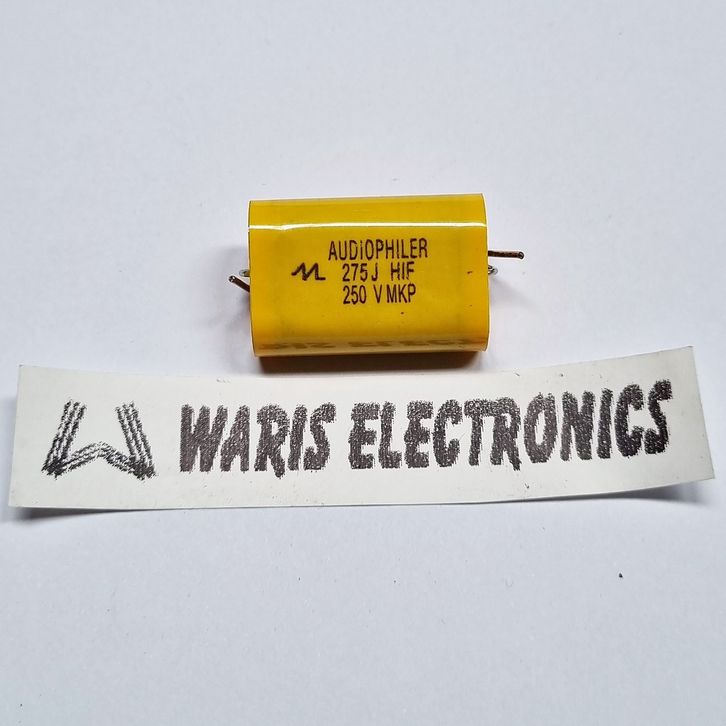 AUDIOPHILER
275J HIF
250 V MKP
WARIS ELECTRONICS